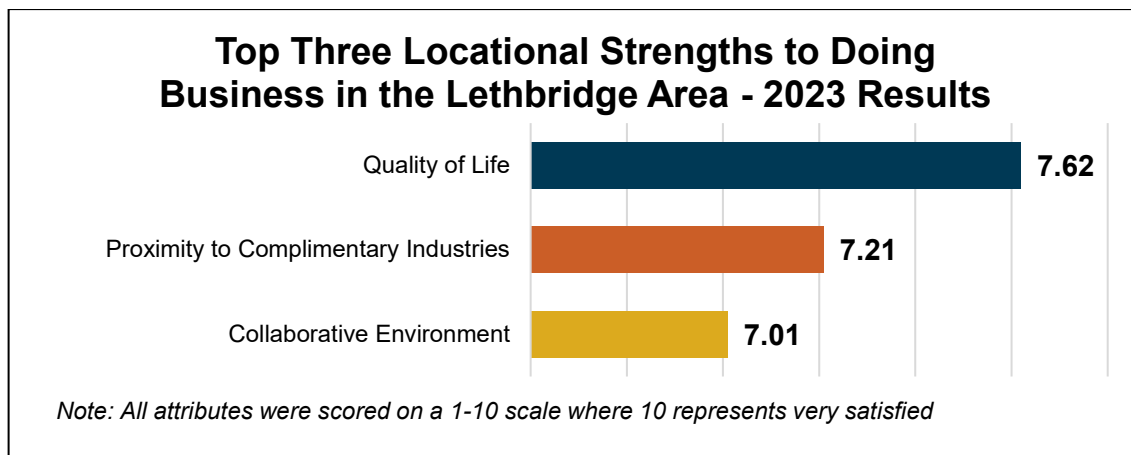 Top Three Locational Strengths to Doing
Business in the Lethbridge Area - 2023 Results
Quality of Life
7.62
Proximity to Complimentary Industries
7.21
Collaborative Environment
7.01
Note: All attributes were scored on a 1-10 scale where 10 represents very satisfied